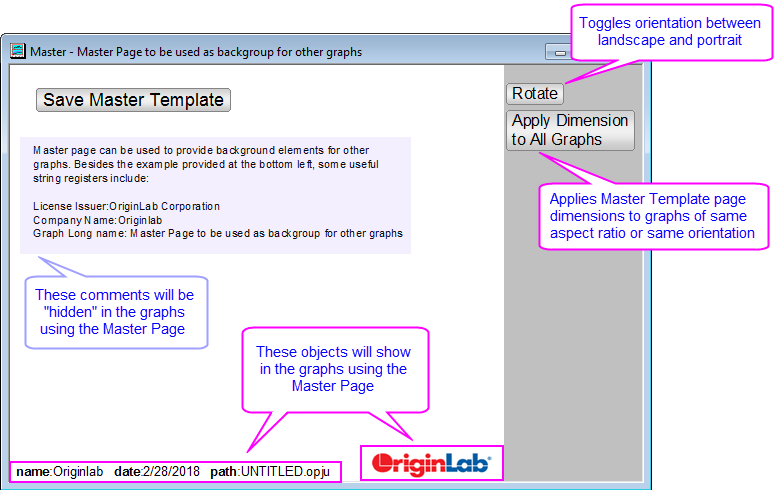 Toggles orientation between
landscape and portrait
Master - Master Page to be used as backgroup for other graphs
Save Master Template
Rotate
Apply Dimension
to All Graphs
Master page can be used to provide background elements for other
graphs. Besides the example provided at the bottom left, some useful
string registers include:
License Issuer:OriginLab Corporation
Company Name:Originlab
Graph Long name: Master Page to be used as backgroup for other graphs
Applies Master Template page
dimensions to graphs of same
aspect ratio or same orientation
These comments will be
"hidden" in the graphs
using the Master Page
These objects will show
in the graphs using the
Master Page
OriginLab®
name:Originlab date:2/28/2018 path:UNTITLED.opju